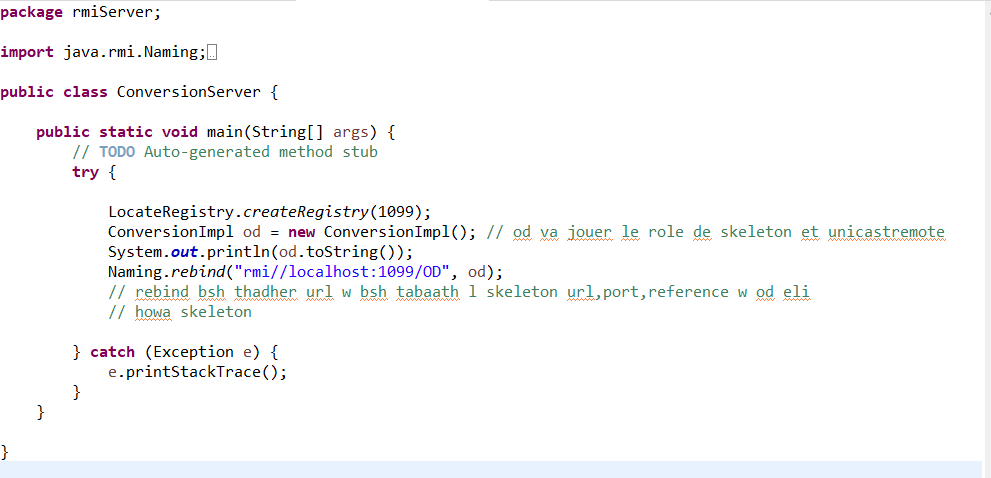 package rmiServer;
import java.rmi.Naming;
public class ConversionServer {
public static void main(String[] args) {
// TODO Auto-generated method stub
try {
LocateRegistry.createRegistry(1099);
ConversionImpl od = new ConversionImpl(); // od va jouer le role de skeleton et unicastremote
System.out.println(od.toString());
Naming.rebind("rmi//localhost:1099/OD", od);
// rebind bsh thadher url w bsh tabaath l skeleton url,port,reference w od eli
// howa skeleton
} catch (Exception e) {
e.printStackTrace();
}
}
}